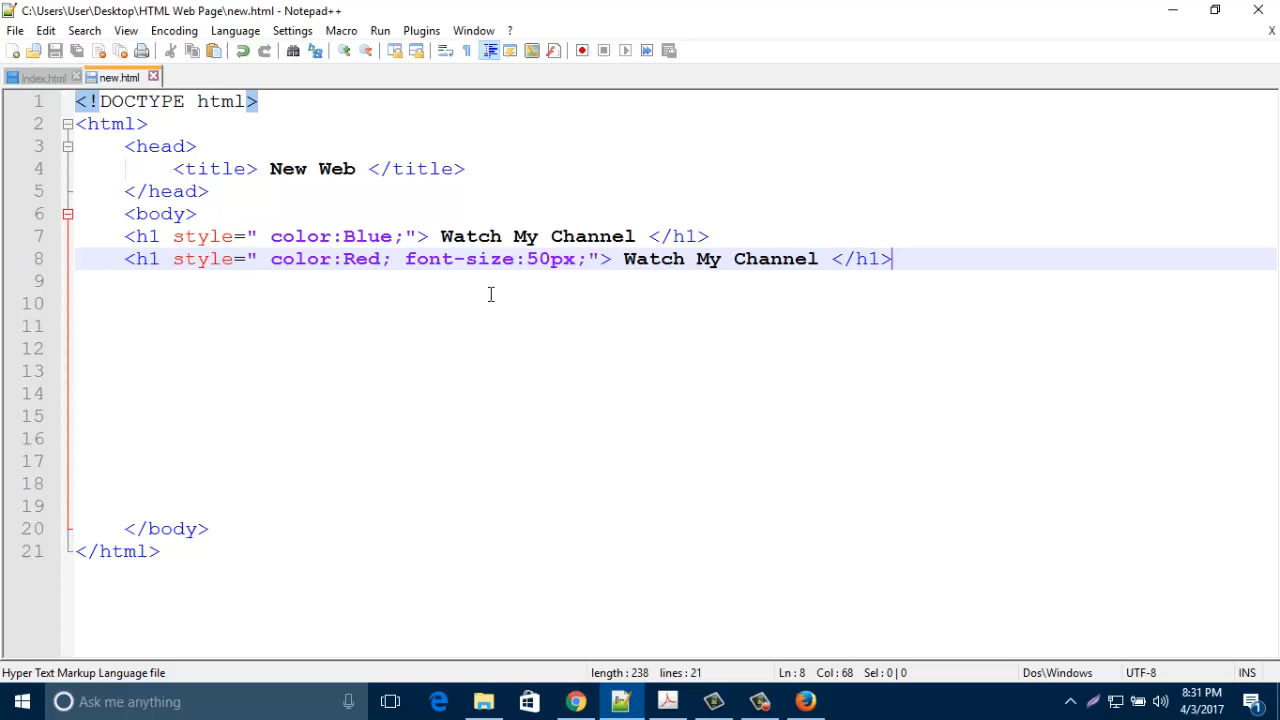 C:\Users\User\Desktop\HTML Web Page\new.html - Notepad++
File Edit Search View Encoding Language Settings Macro Run Plugins Window ? X
index.html new.html
1 <!DOCTYPE html>
2 <html>
3 <head>
4 <title> New Web </title>
5 </head>
6 <body>
7 <h1 style=" color:Blue;"> Watch My Channel </h1>
8 <h1 style=" color:Red; font-size:50px;"> Watch My Channel </h1>
9
10
11
12
13
14
15
16
17
18
19
20 </body>
21 </html>
Hyper Text Markup Language file length : 238 lines : 21 Ln : 8 Col : 68 Sel : 0 | 0 Dos\Windows UTF-8 INS
Ask me anything 8:31 PM
4/3/2017 1